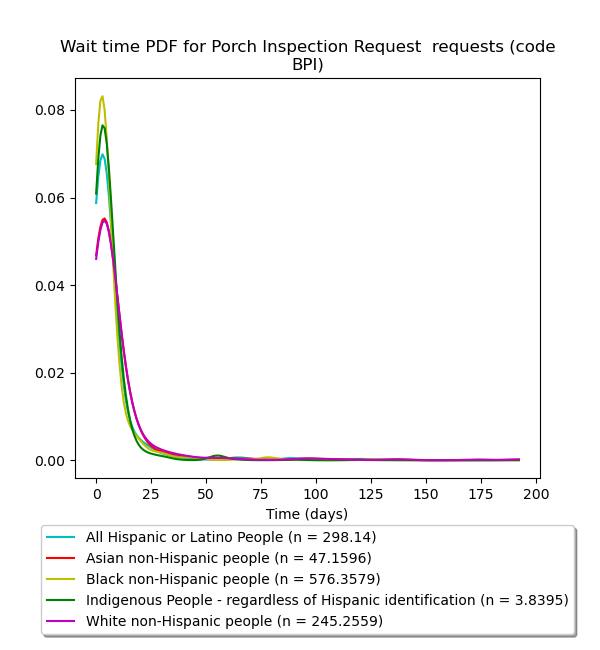 Wait time PDF for Porch Inspection Request  requests (code
BPI)
0.08
0.06
0.04
0.02
0.00
0 25 50 75 100 125 150 175 200
Time (days)
All Hispanic or Latino People (n = 298.14)
Asian non-Hispanic people (n = 47.1596)
Black non-Hispanic people (n = 576.3579)
Indigenous People - regardless of Hispanic identification (n = 3.8395)
White non-Hispanic people (n = 245.2559)